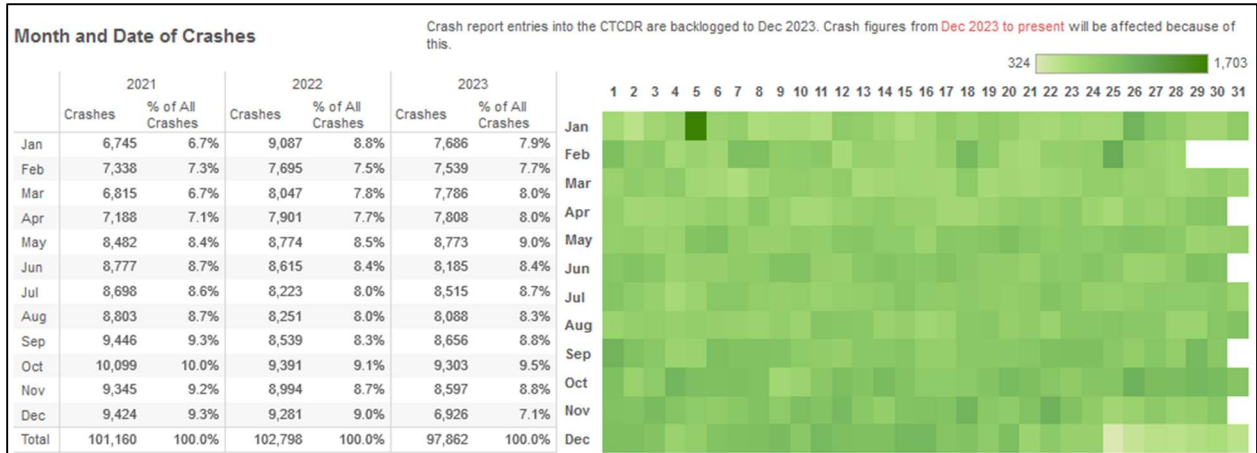 Month and Date of Crashes
Crash report entries into the CTCDR are backlogged to Dec 2023. Crash figures from Dec 2023 to present will be affected because of
this.
324 1,703
2021 2022 2023
Crashes % of All Crashes Crashes % of All Crashes Crashes % of All Crashes
1 2 3 4 5 6 7 8 9 10 11 12 13 14 15 16 17 18 19 20 21 22 23 24 25 26 27 28 29 30 31
Jan 6,745 6.7% 9,087 8.8% 7,686 7.9% Jan
Feb 7,338 7.3% 7,695 7.5% 7,539 7.7% Feb
Mar 6,815 6.7% 8,047 7.8% 7,786 8.0% Mar
Apr 7,188 7.1% 7,901 7.7% 7,808 8.0% Apr
May 8,482 8.4% 8,774 8.5% 8,773 9.0% May
Jun 8,777 8.7% 8,615 8.4% 8,185 8.4% Jun
Jul 8,698 8.6% 8,223 8.0% 8,515 8.7% Jul
Aug 8,803 8.7% 8,251 8.0% 8,088 8.3% Aug
Sep 9,446 9.3% 8,539 8.3% 8,656 8.8% Sep
Oct 10,099 10.0% 9,391 9.1% 9,303 9.5% Oct
Nov 9,345 9.2% 8,994 8.7% 8,597 8.8% Nov
Dec 9,424 9.3% 9,281 9.0% 6,926 7.1% Dec
Total 101,160 100.0% 102,798 100.0% 97,862 100.0%